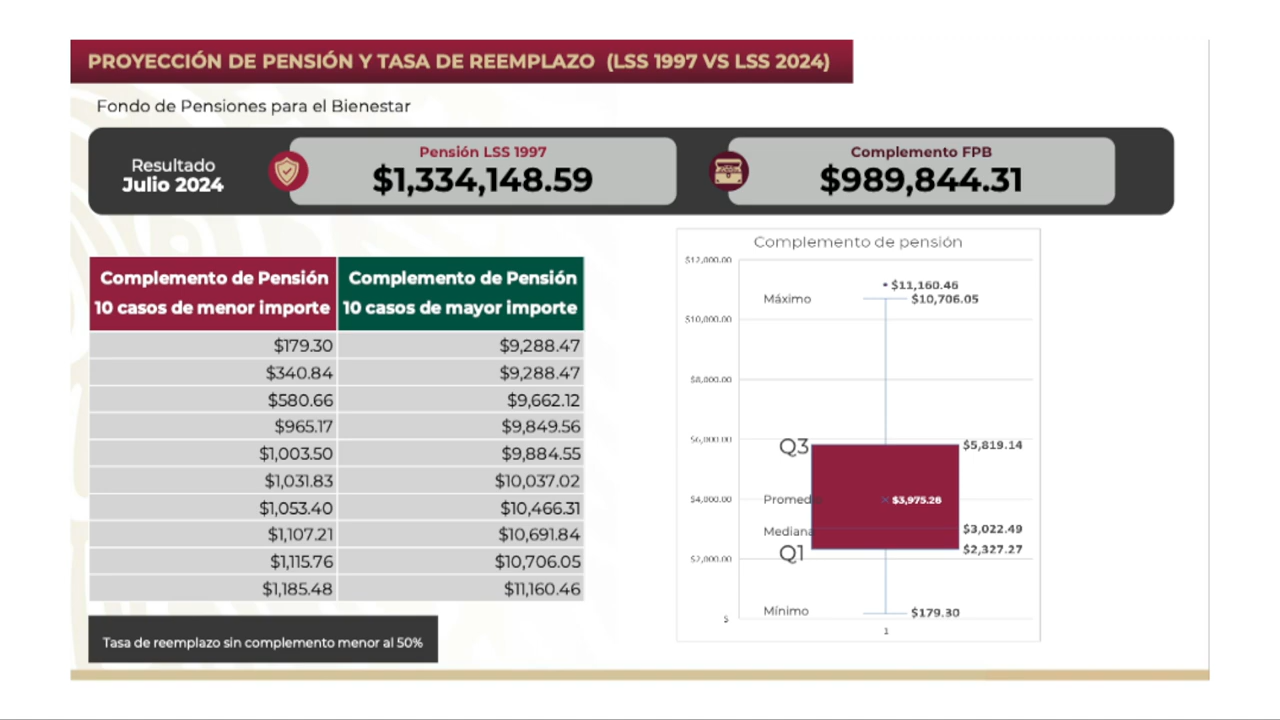 PROYECCIÓN DE PENSIÓN Y TASA DE REEMPLAZO (LSS 1997 VS LSS 2024)
Fondo de Pensiones para el Bienestar
Resultado
Julio 2024
Pensión LSS 1997
$1,334,148.59
Complemento FPB
$989,844.31
Complemento de Pensión
10 casos de menor importe
Complemento de Pensión
10 casos de mayor importe
$179.30 $9,288.47
$340.84 $9,288.47
$580.66 $9,662.12
$965.17 $9,849.56
$1,003.50 $9,884.55
$1,031.83 $10,037.02
$1,053.40 $10,466.31
$1,107.21 $10,691.84
$1,115.76 $10,706.05
$1,185.48 $11,160.46
Tasa de reemplazo sin complemento menor al 50%
Complemento de pensión
$12,000.00
$11,160.46
Máximo $10,706.05
$10,000.00
$8,000.00
$6,000.00
Q3 $5,819.14
$4,000.00 Promedio $3,975.26
Mediana $3,022.49
Q1 $2,327.27
$2,000.00
Mínimo $179.30
$
1